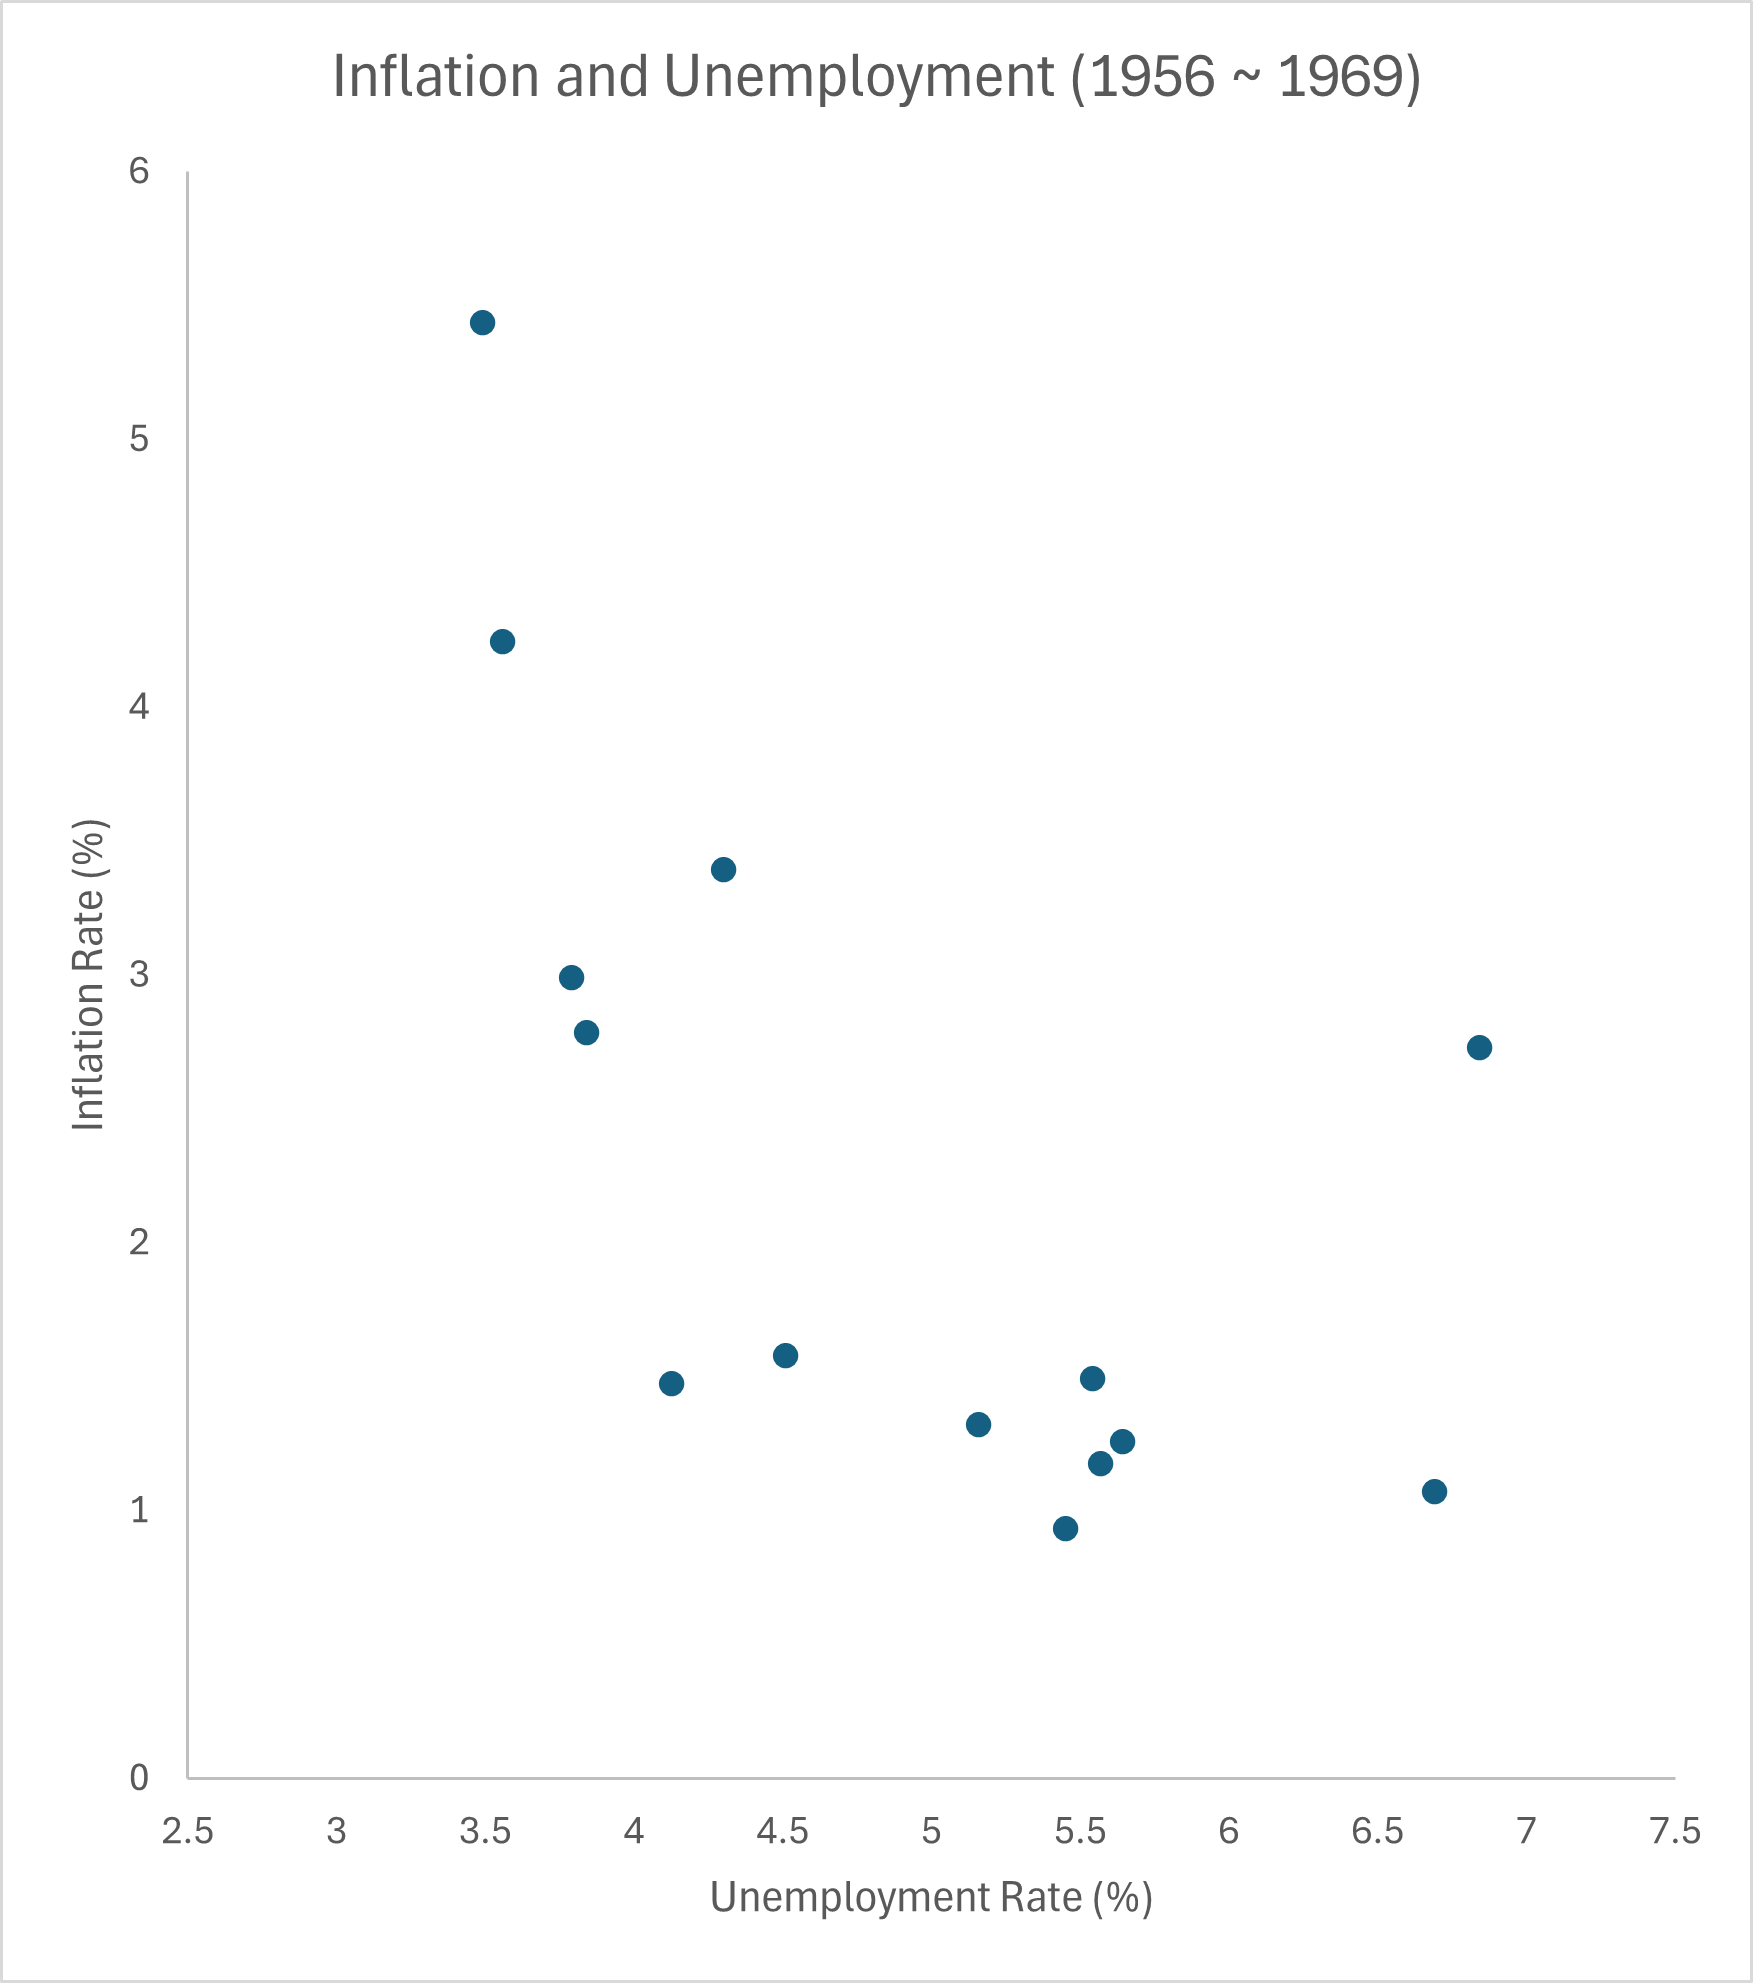 Inflation and Unemployment (1956 ~ 1969)
6
5
4
3
2
1
0
Inflation Rate (%)
2.5 3 3.5 4 4.5 5 5.5 6 6.5 7 7.5
Unemployment Rate (%)